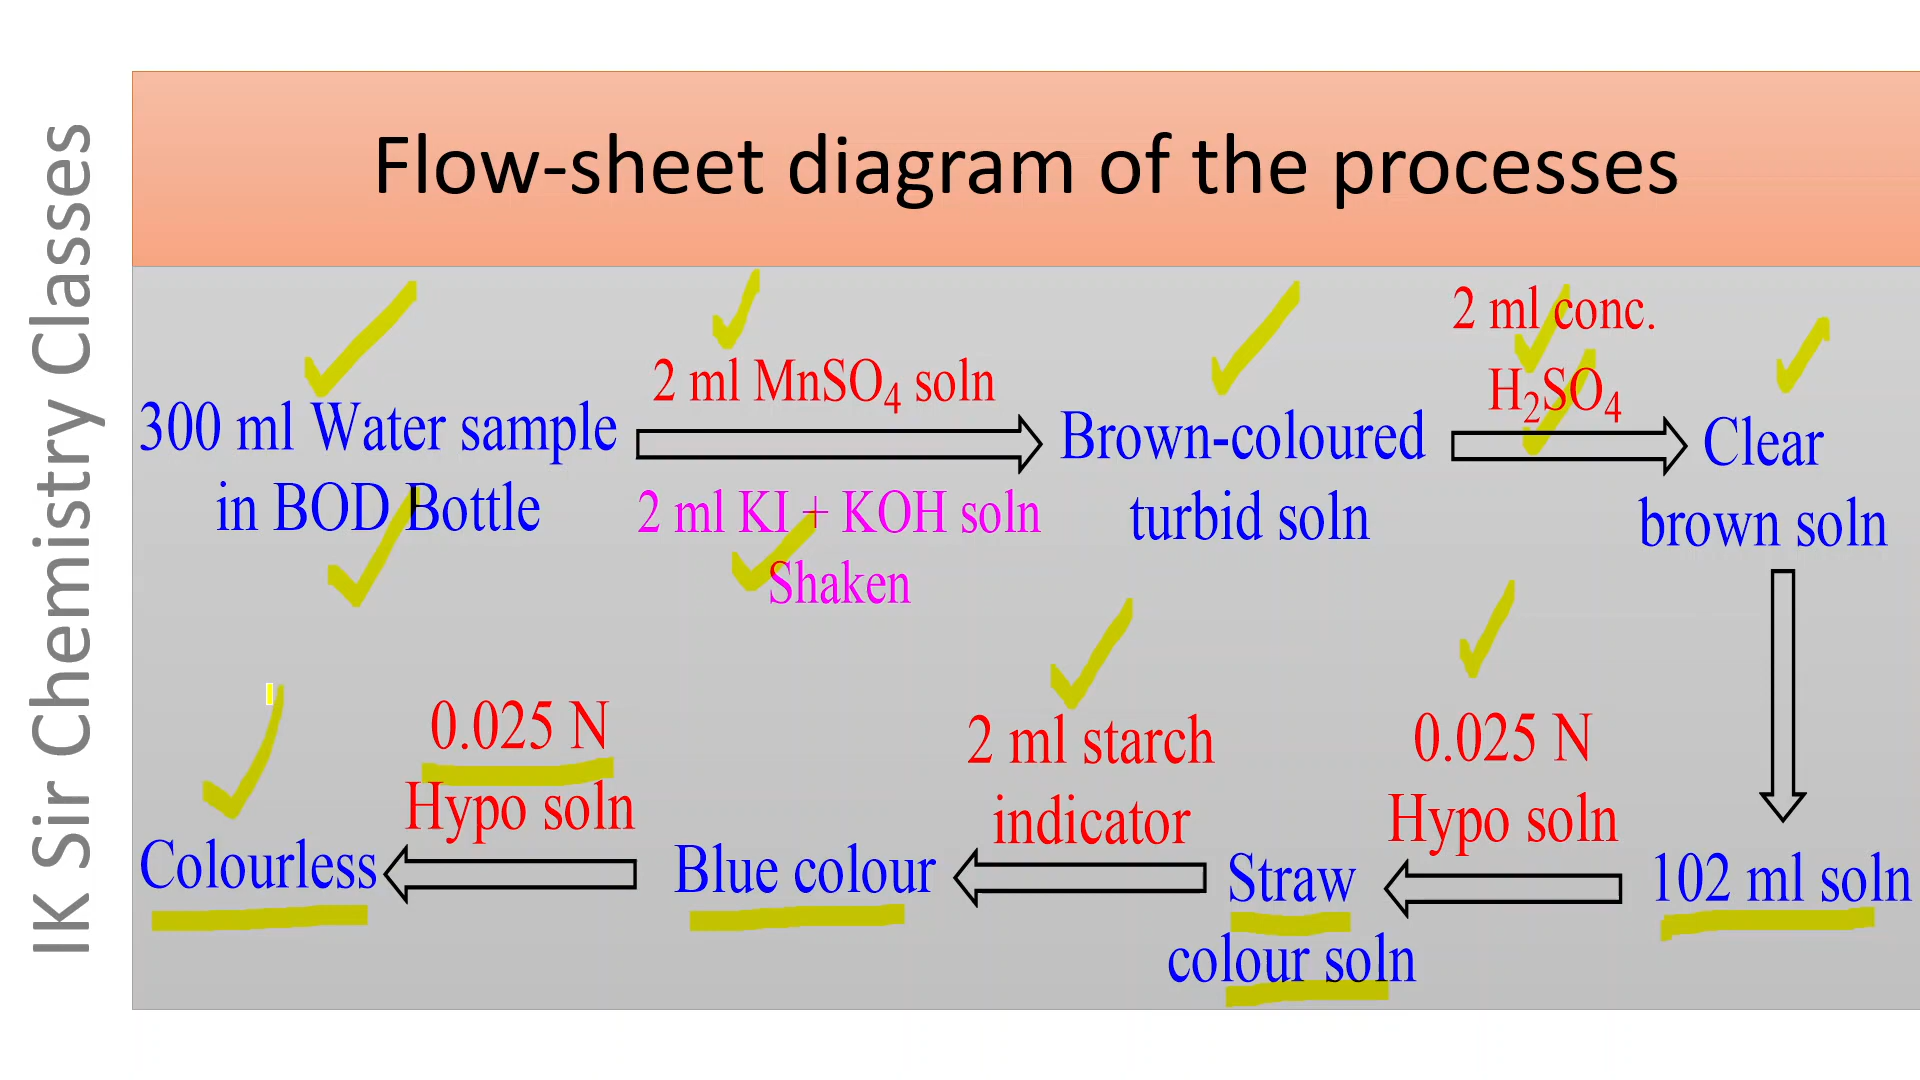 IK Sir Chemistry Classes
Flow-sheet diagram of the processes
300 ml Water sample
in BOD Bottle
2 ml MnSO4 soln
2 ml KI + KOH soln
Shaken
Brown-coloured
turbid soln
2 ml conc.
H2SO4
Clear
brown soln
102 ml soln
0.025 N
Hypo soln
Straw
colour soln
2 ml starch
indicator
Blue colour
0.025 N
Hypo soln
Colourless